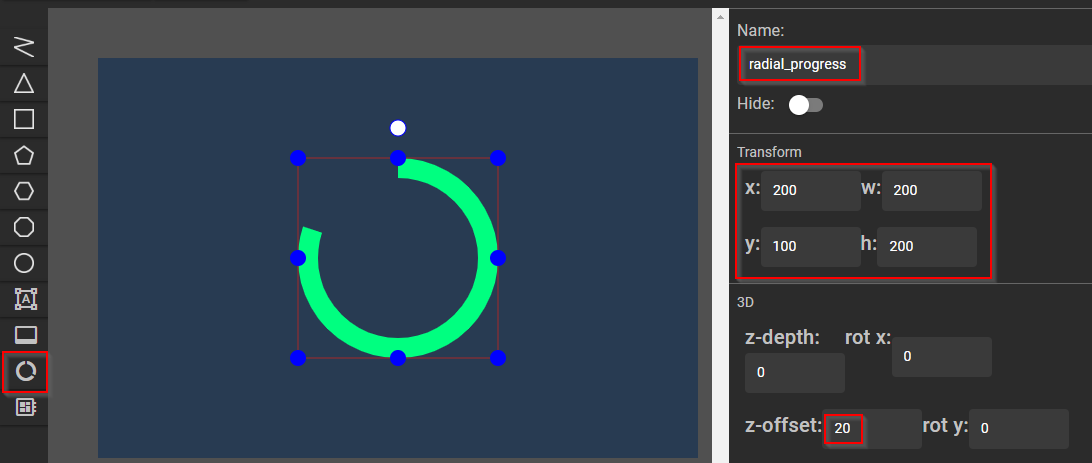 Name:
radial_progress
Hide:
Transform
x: 200 w: 200
y: 100 h: 200
3D
z-depth: rot x:
0 0
z-offset: 20 rot y: 0
A